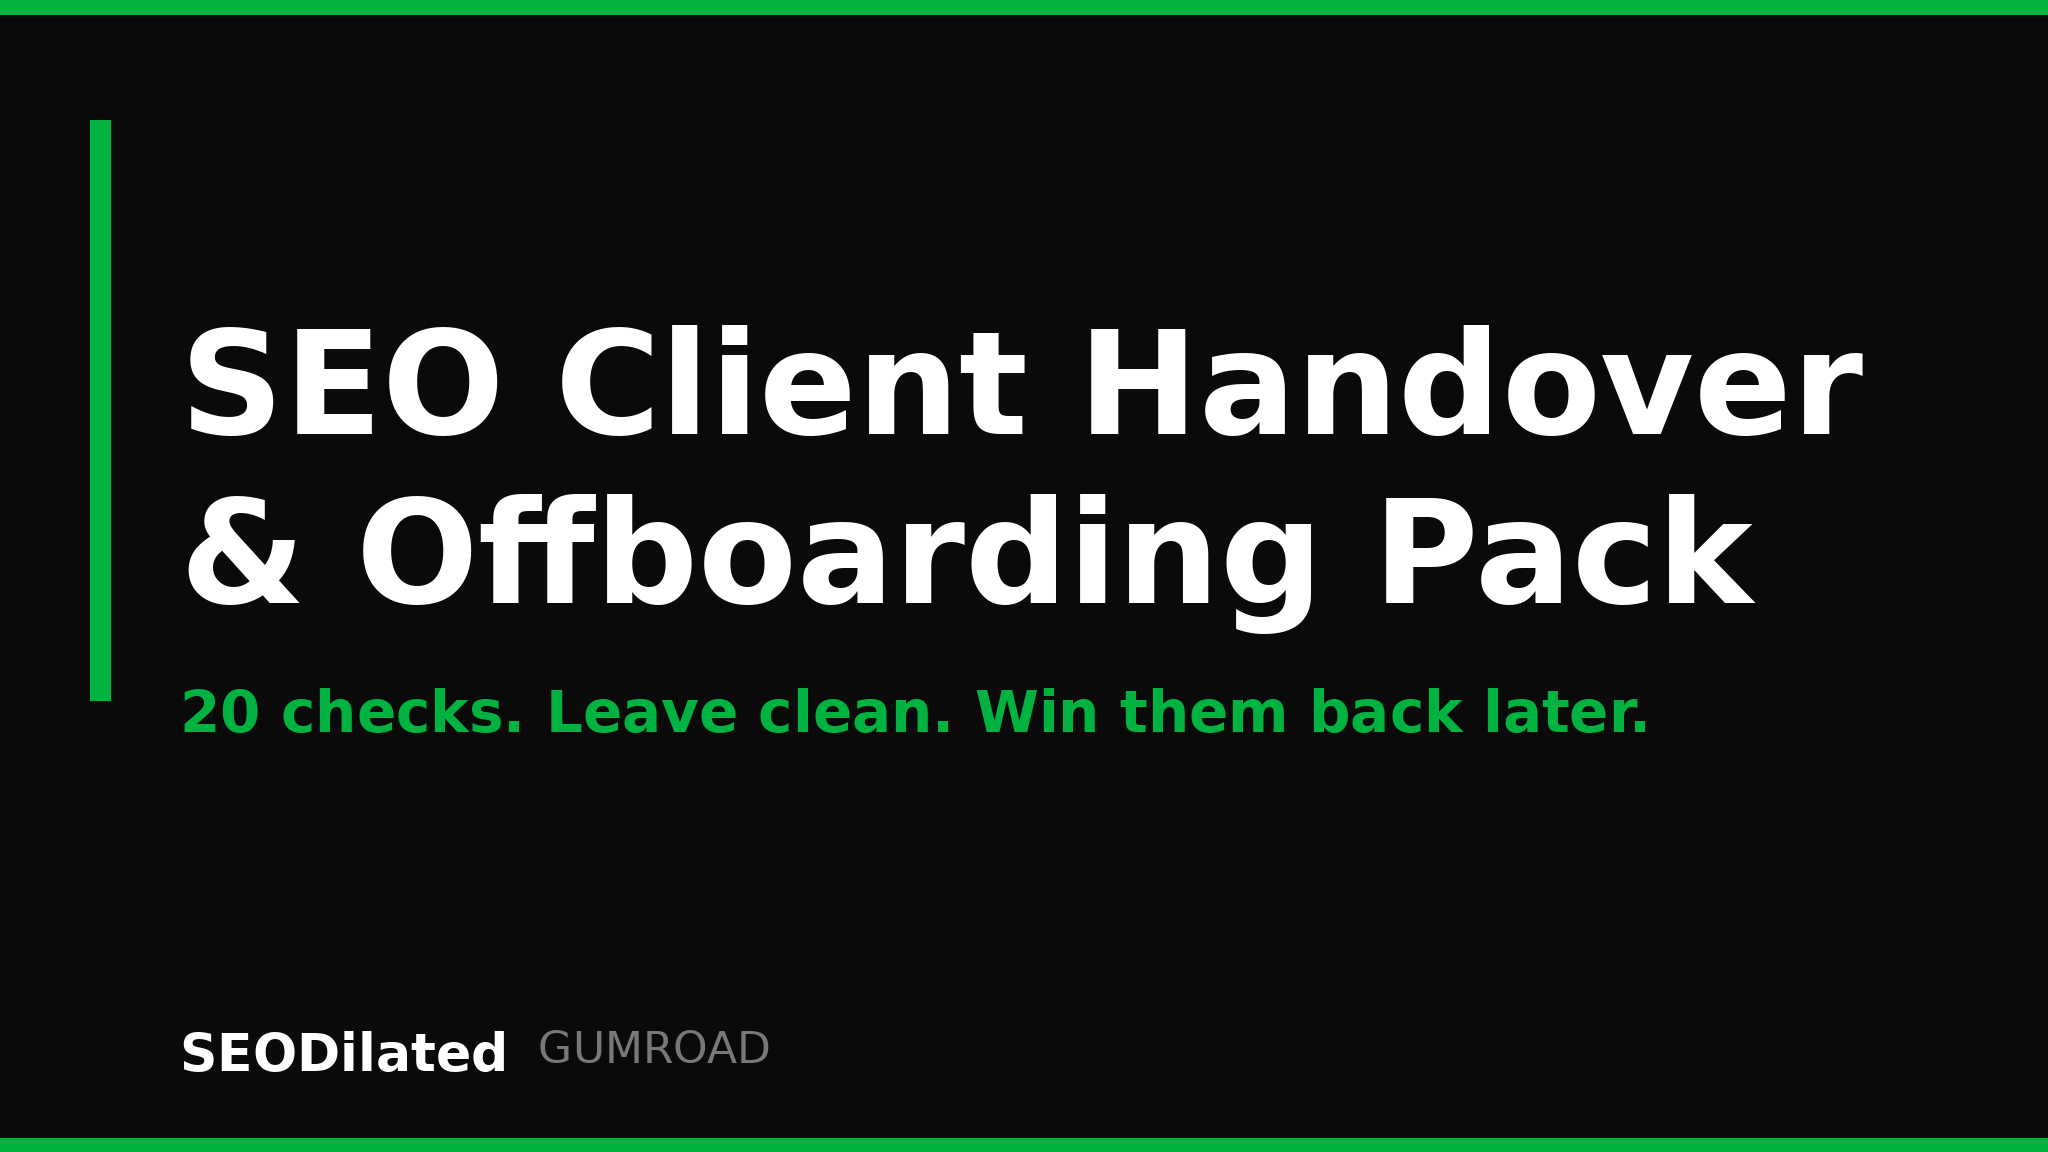 SEO Client Handover
& Offboarding Pack
20 checks. Leave clean. Win them back later.
SEODilated GUMROAD